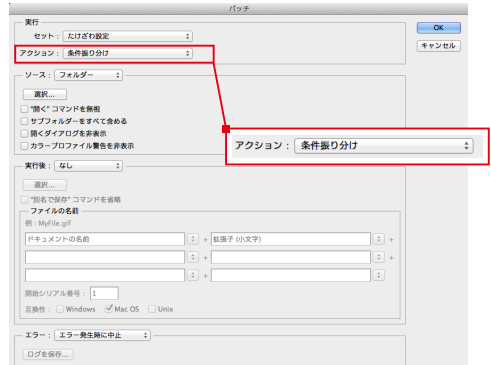 バッチ
実行
セット： たけざわ設定
OK
アクション： 条件振り分け
キャンセル
ソース： フォルダー
選択...
"開く" コマンドを無視
サブフォルダーをすべて含める
開くダイアログを非表示
カラープロファイル警告を非表示
アクション： 条件振り分け
実行後： なし
選択...
"別名で保存" コマンドを省略
ファイルの名前
例：MyFile.gif
ドキュメントの名前 + 拡張子 (小文字) +
+ +
+
開始シリアル番号： 1
互換性： Windows Mac OS Unix
エラー： エラー発生時に中止
ログを保存...